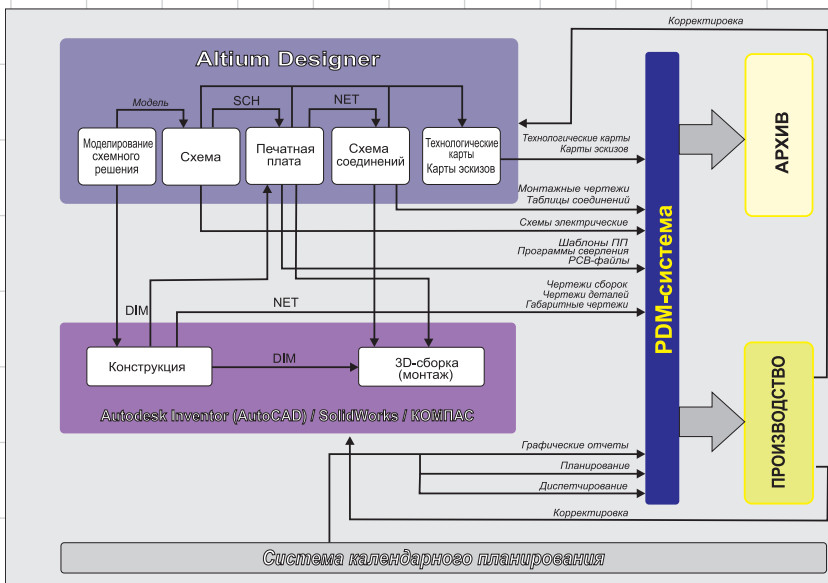 Корректировка
Altium Designer
Модель
SCH
NET
Моделирование
схемного
решения
Схема
Печатная
плата
Схема
соединений
Технологические
карты
Карты эскизов
Технологические карты
Карты эскизов
Монтажные чертежи
Таблицы соединений
Схемы электрические
Шаблоны ПП
Программы сверления
PCB-файлы
Чертежи сборок
Чертежи деталей
Габаритные чертежи
DIM
NET
Конструкция
DIM
3D-сборка
(монтаж)
Autodesk Inventor (AutoCAD) / SolidWorks / КОМПАС
PDM-система
АРХИВ
ПРОИЗВОДСТВО
Графические отчеты
Планирование
Диспетчирование
Корректировка
Система календарного планирования